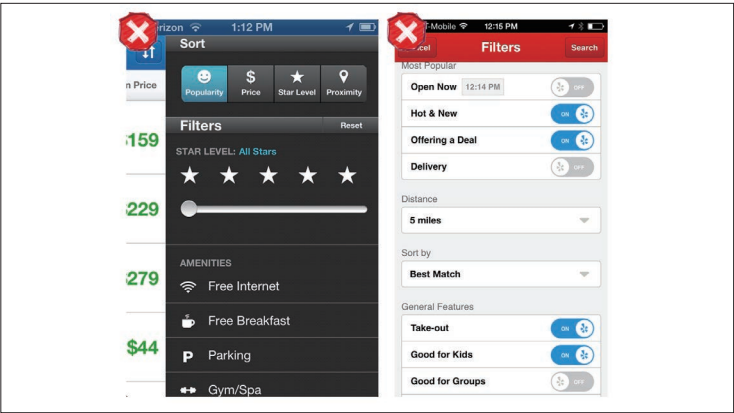 rizon 1:12 PM
Sort
n Price
Popularity Price Star Level Proximity
Filters Reset
159
STAR LEVEL: All Stars
229
AMENITIES
279
Free Internet
Free Breakfast
$44
P Parking
Gym/Spa
T-Mobile 12:15 PM
cel Filters Search
Most Popular
Open Now 12:14 PM OFF
Hot & New ON
Offering a Deal ON
Delivery OFF
Distance
5 miles
Sort by
Best Match
General Features
Take-out ON
Good for Kids ON
Good for Groups OFF